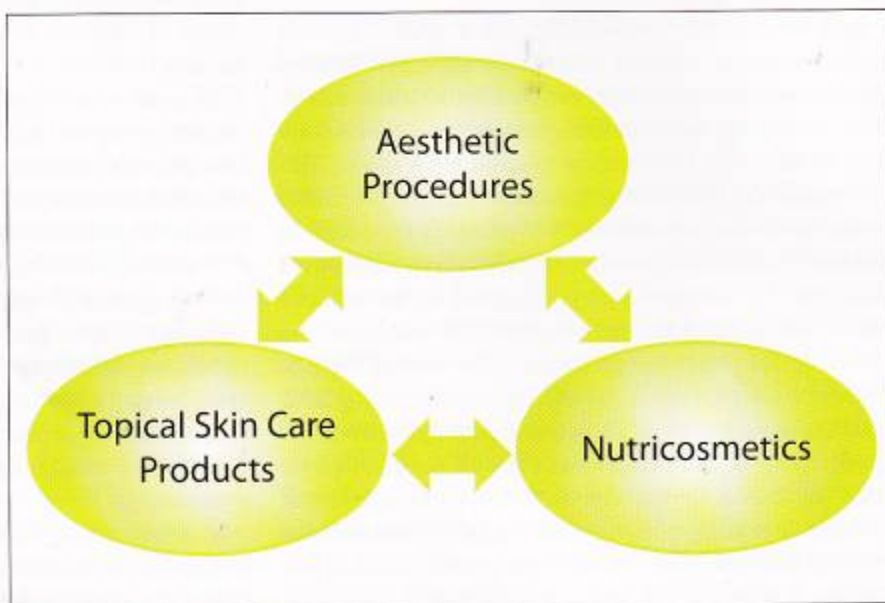 Aesthetic
Procedures
Topical Skin Care
Products
Nutricosmetics